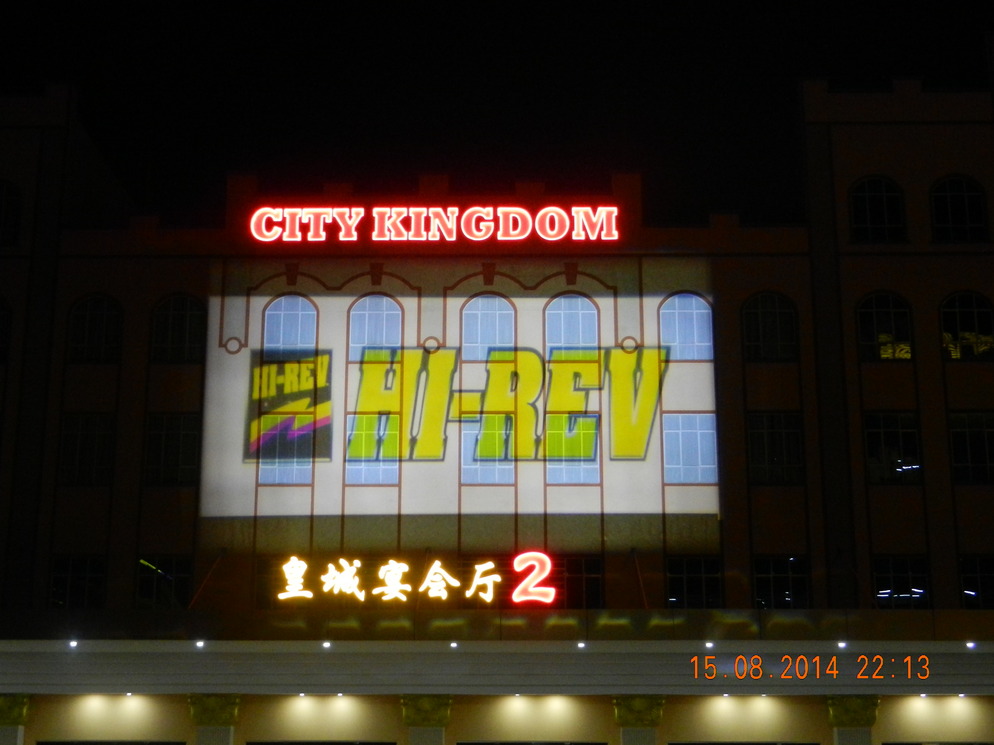 CITY KINGDOM
HI-REV
HI-REV
皇城宴会厅 2
15.08.2014 22:13